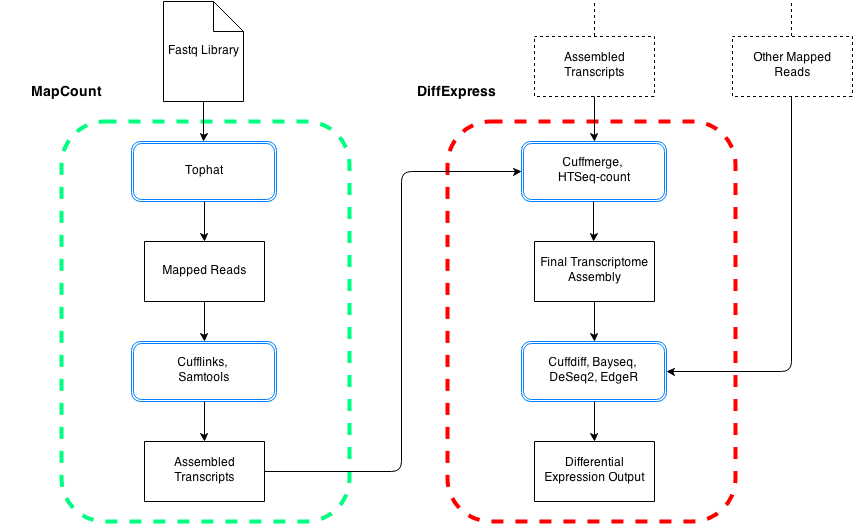 Fastq Library
MapCount
Tophat
Mapped Reads
Cufflinks,
Samtools
Assembled
Transcripts
DiffExpress
Assembled
Transcripts
Other Mapped
Reads
Cuffmerge,
HTSeq-count
Final Transcriptome
Assembly
Cuffdiff, Bayseq,
DeSeq2, EdgeR
Differential
Expression Output